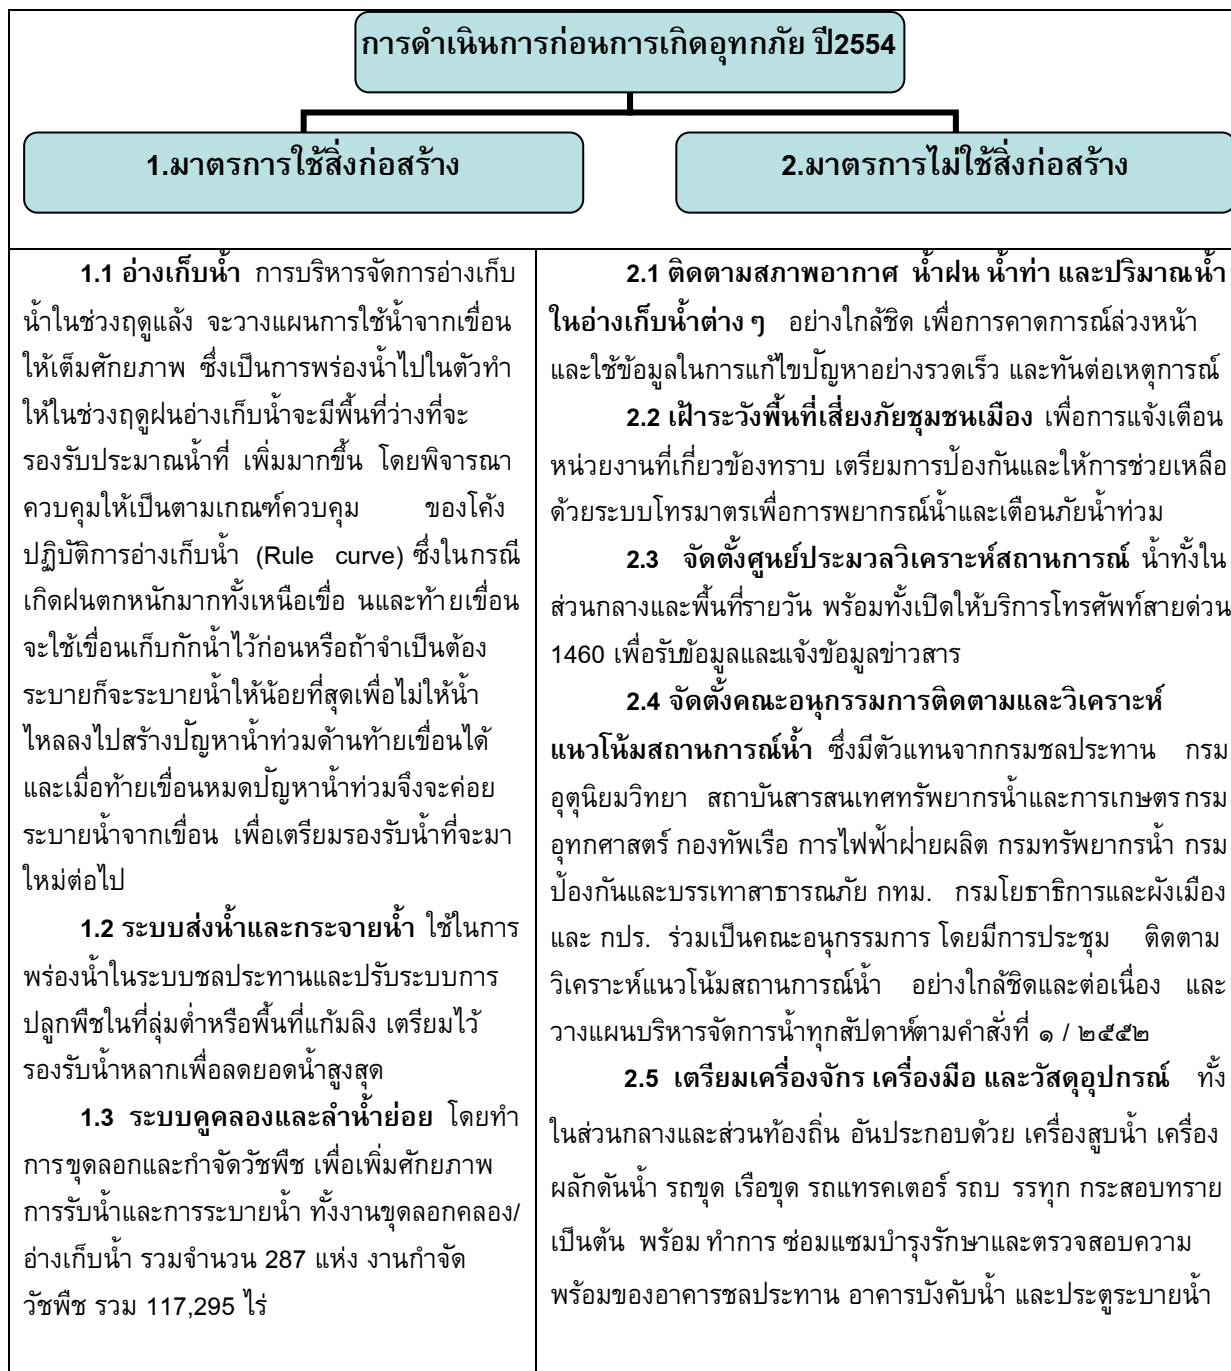 การดำเนินการก่อนการเกิดอุทกภัย ปี2554
1.มาตรการใช้สิ่งก่อสร้าง
2.มาตรการไม่ใช้สิ่งก่อสร้าง
1.1 อ่างเก็บน้ำ การบริหารจัดการอ่างเก็บ
น้ำในช่วงฤดูแล้ง จะวางแผนการใช้น้ำจากเขื่อน
ให้เต็มศักยภาพ ซึ่งเป็นการพร่องน้ำไปในตัวทำ
ให้ในช่วงฤดูฝนอ่างเก็บน้ำจะมีพื้นที่ว่างที่จะ
รองรับประมาณน้ำที่ เพิ่มมากขึ้น โดยพิจารณา
ควบคุมให้เป็นตามเกณฑ์ควบคุม ของโค้ง
ปฏิบัติการอ่างเก็บน้ำ (Rule curve) ซึ่งในกรณี
เกิดฝนตกหนักมากทั้งเหนือเขื่อ นและท้ายเขื่อน
จะใช้เขื่อนเก็บกักน้ำไว้ก่อนหรือถ้าจำเป็นต้อง
ระบายก็จะระบายน้ำให้น้อยที่สุดเพื่อไม่ให้น้ำ
ไหลลงไปสร้างปัญหาน้ำท่วมด้านท้ายเขื่อนได้
และเมื่อท้ายเขื่อนหมดปัญหาน้ำท่วมจึงจะค่อย
ระบายน้ำจากเขื่อน เพื่อเตรียมรองรับน้ำที่จะมา
ใหม่ต่อไป
1.2 ระบบส่งน้ำและกระจายน้ำ ใช้ในการ
พร่องน้ำในระบบชลประทานและปรับระบบการ
ปลูกพืชในที่ลุ่มต่ำหรือพื้นที่แก้มลิง เตรียมไว้
รองรับน้ำหลากเพื่อลดยอดน้ำสูงสุด
1.3 ระบบคูคลองและลำน้ำย่อย โดยทำ
การขุดลอกและกำจัดวัชพืช เพื่อเพิ่มศักยภาพ
การรับน้ำและการระบายน้ำ ทั้งงานขุดลอกคลอง/
อ่างเก็บน้ำ รวมจำนวน 287 แห่ง งานกำจัด
วัชพืช รวม 117,295 ไร่
2.1 ติดตามสภาพอากาศ น้ำฝน น้ำท่า และปริมาณน้ำ
ในอ่างเก็บน้ำต่าง ๆ อย่างใกล้ชิด เพื่อการคาดการณ์ล่วงหน้า
และใช้ข้อมูลในการแก้ไขปัญหาอย่างรวดเร็ว และทันต่อเหตุการณ์
2.2 เฝ้าระวังพื้นที่เสี่ยงภัยชุมชนเมือง เพื่อการแจ้งเตือน
หน่วยงานที่เกี่ยวข้องทราบ เตรียมการป้องกันและให้การช่วยเหลือ
ด้วยระบบโทรมาตรเพื่อการพยากรณ์น้ำและเตือนภัยน้ำท่วม
2.3 จัดตั้งศูนย์ประมวลวิเคราะห์สถานการณ์ น้ำทั้งใน
ส่วนกลางและพื้นที่รายวัน พร้อมทั้งเปิดให้บริการโทรศัพท์สายด่วน
1460 เพื่อรับข้อมูลและแจ้งข้อมูลข่าวสาร
2.4 จัดตั้งคณะอนุกรรมการติดตามและวิเคราะห์
แนวโน้มสถานการณ์น้ำ ซึ่งมีตัวแทนจากกรมชลประทาน กรม
อุตุนิยมวิทยา สถาบันสารสนเทศทรัพยากรน้ำและการเกษตร กรม
อุทกศาสตร์ กองทัพเรือ การไฟฟ้าฝ่ายผลิต กรมทรัพยากรน้ำ กรม
ป้องกันและบรรเทาสาธารณภัย กทม. กรมโยธาธิการและผังเมือง
และ กปร. ร่วมเป็นคณะอนุกรรมการ โดยมีการประชุม ติดตาม
วิเคราะห์แนวโน้มสถานการณ์น้ำ อย่างใกล้ชิดและต่อเนื่อง และ
วางแผนบริหารจัดการน้ำทุกสัปดาห์ตามคำสั่งที่ ๑ / ๒๕๕๒
2.5 เตรียมเครื่องจักร เครื่องมือ และวัสดุอุปกรณ์ ทั้ง
ในส่วนกลางและส่วนท้องถิ่น อันประกอบด้วย เครื่องสูบน้ำ เครื่อง
ผลักดันน้ำ รถขุด เรือขุด รถแทรคเตอร์ รถบ รรทุก กระสอบทราย
เป็นต้น พร้อม ทำการ ซ่อมแซมบำรุงรักษาและตรวจสอบความ
พร้อมของอาคารชลประทาน อาคารบังคับน้ำ และประตูระบายน้ำ